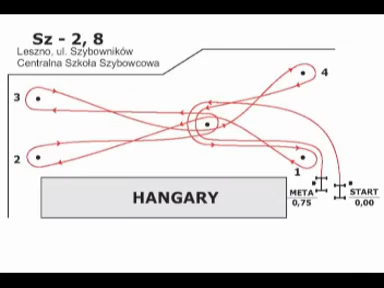 Sz - 2, 8
Leszno, ul. Szybowników
Centralna Szkoła Szybowcowa
4
3
2
1
HANGARY
META
0,75
START
0,00